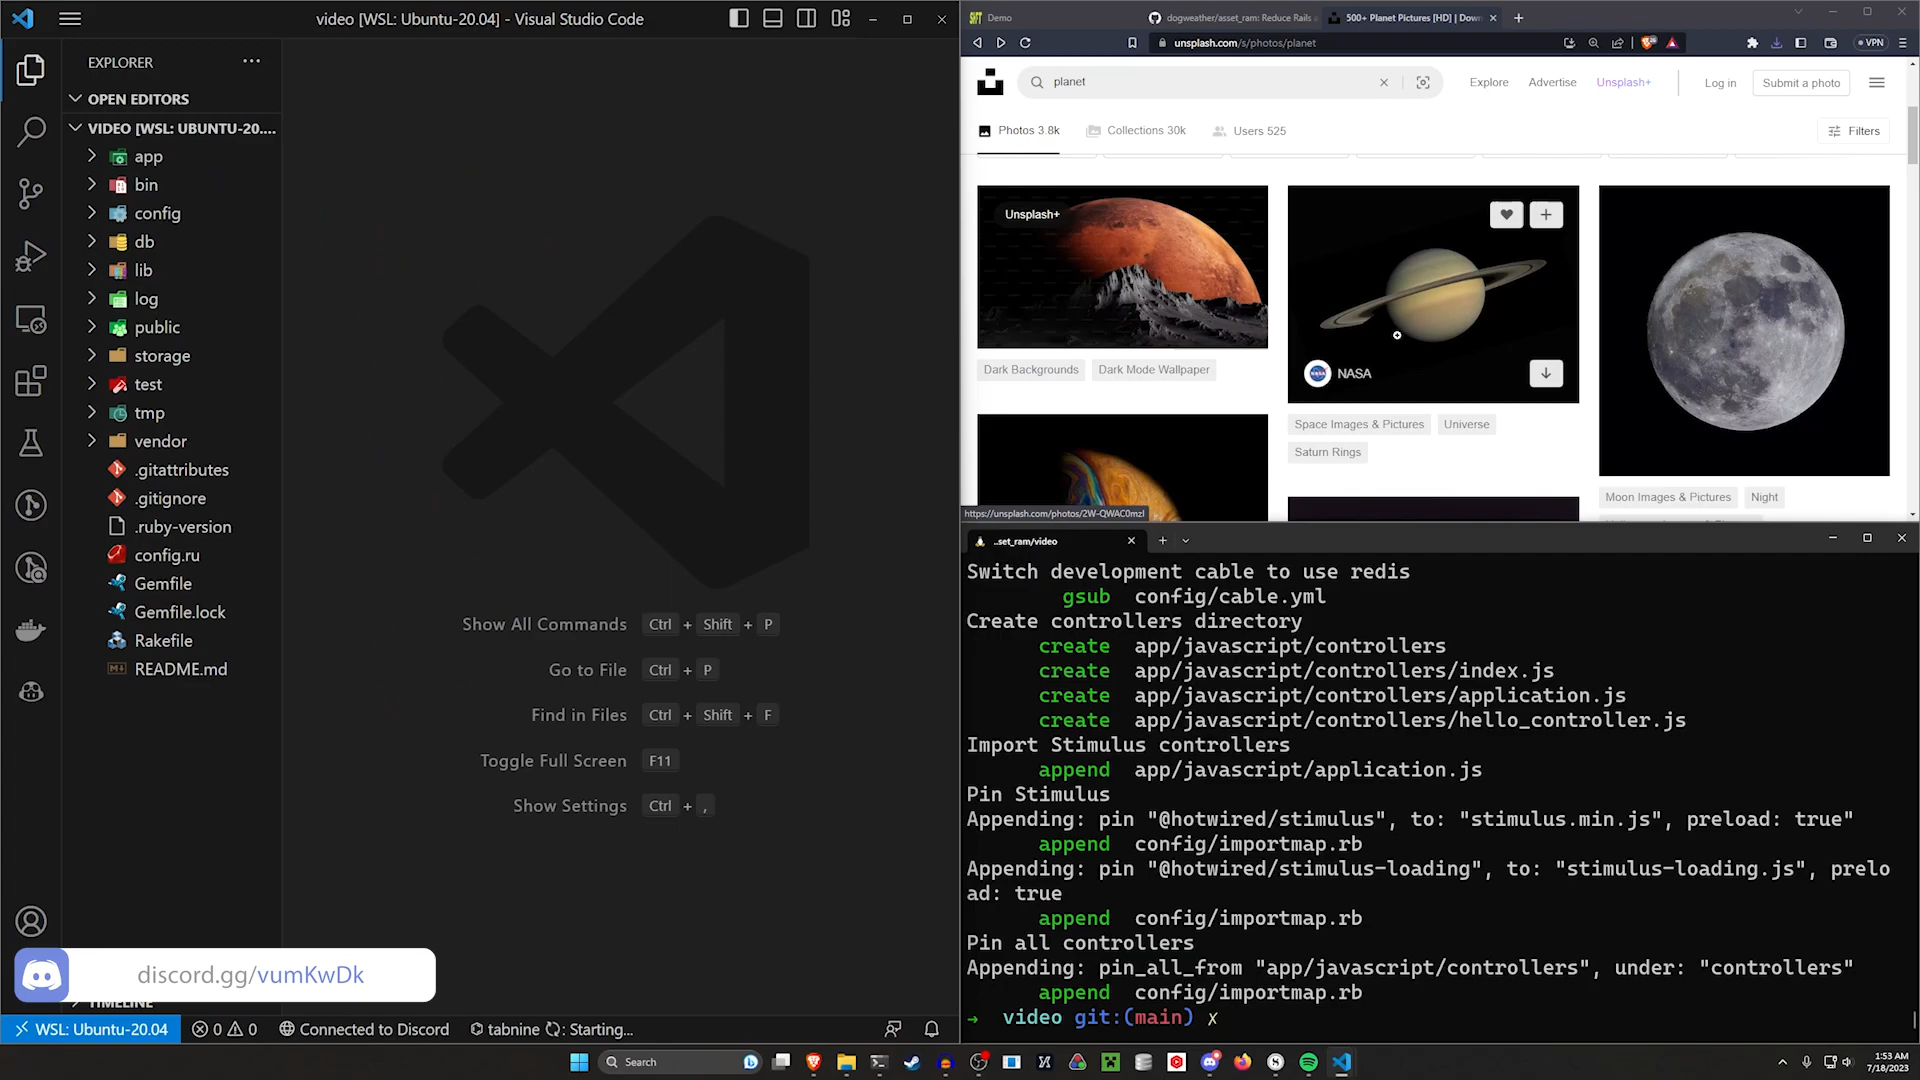 video [WSL: Ubuntu-20.04] - Visual Studio Code
EXPLORER
OPEN EDITORS
VIDEO [WSL: UBUNTU-20....
app
bin
config
db
lib
log
public
storage
test
tmp
vendor
.gitattributes
.gitignore
.ruby-version
config.ru
Gemfile
Gemfile.lock
Rakefile
README.md
Show All Commands Ctrl + Shift + P
Go to File Ctrl + P
Find in Files Ctrl + Shift + F
Toggle Full Screen F11
Show Settings Ctrl + ,
discord.gg/vumKwDk
TIMELINE
WSL: Ubuntu-20.04 0 0 Connected to Discord tabnine : Starting...
Demo
dogweather/asset_ram: Reduce Rails
500+ Planet Pictures [HD] | Down
unsplash.com/s/photos/planet
VPN
planet
Explore Advertise Unsplash+ Log in Submit a photo
Photos 3.8k Collections 30k Users 525 Filters
Unsplash+
Dark Backgrounds Dark Mode Wallpaper
NASA
Space Images & Pictures Universe
Saturn Rings
Moon Images & Pictures Night
https://unsplash.com/photos/2W-QWAC0mzI
..set_ram/video
Switch development cable to use redis
gsub config/cable.yml
Create controllers directory
create app/javascript/controllers
create app/javascript/controllers/index.js
create app/javascript/controllers/application.js
create app/javascript/controllers/hello_controller.js
Import Stimulus controllers
append app/javascript/application.js
Pin Stimulus
Appending: pin "@hotwired/stimulus", to: "stimulus.min.js", preload: true"
append config/importmap.rb
Appending: pin "@hotwired/stimulus-loading", to: "stimulus-loading.js", prelo
ad: true
append config/importmap.rb
Pin all controllers
Appending: pin_all_from "app/javascript/controllers", under: "controllers"
append config/importmap.rb
→ video git:(main) ✗
Search
1:53 AM
7/18/2023